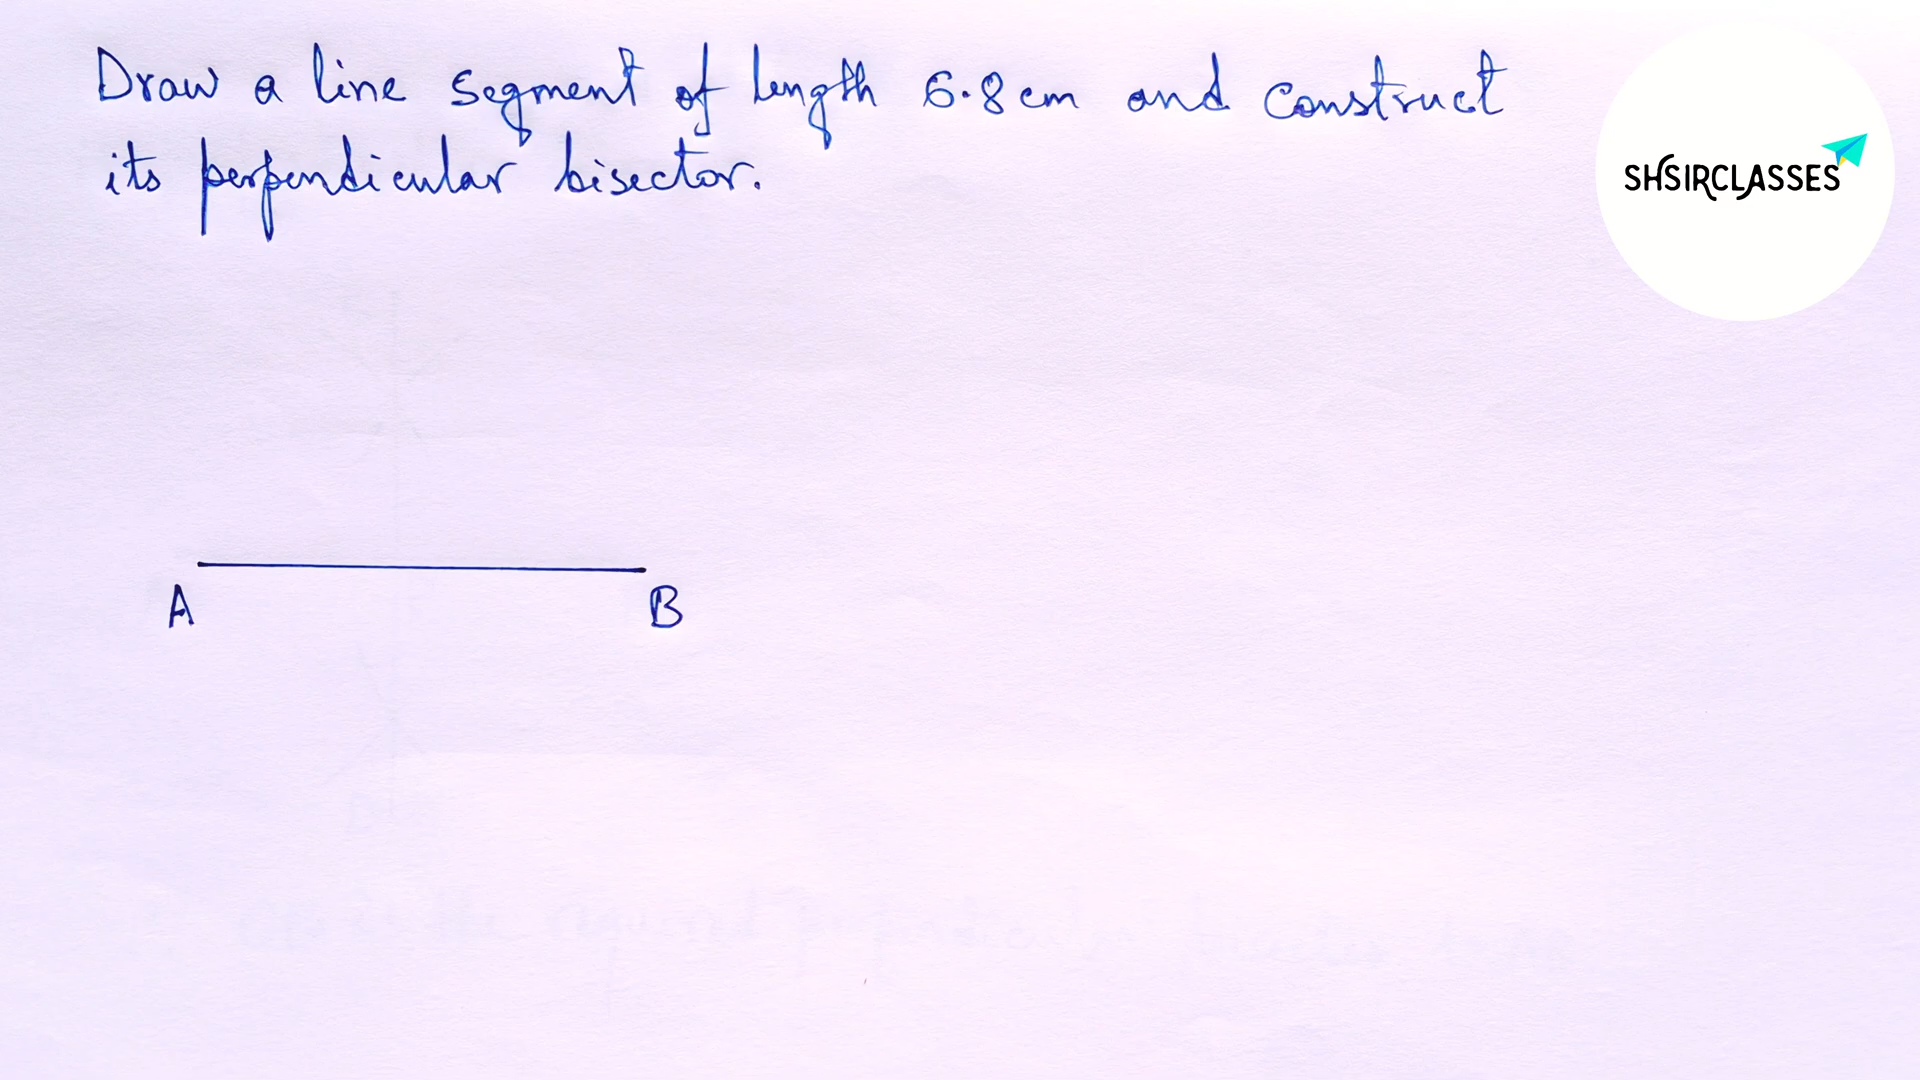 Draw a line segment of length 6.8 cm and construct
its perpendicular bisector.
SHSIRCLASSES
A
B